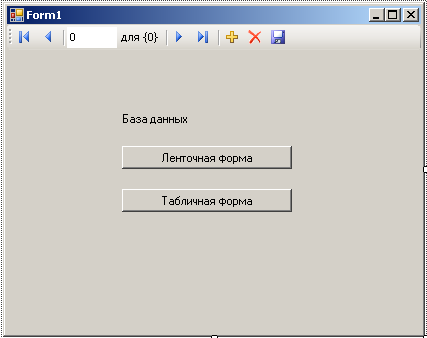 Form1
0 для {0}
База данных
Ленточная форма
Табличная форма